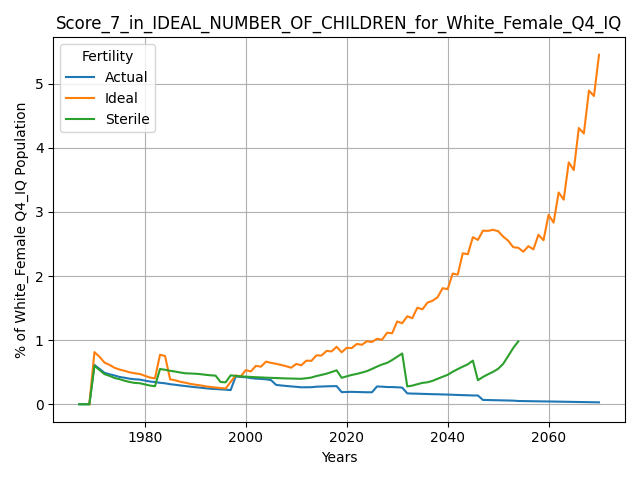 Score_7_in_IDEAL_NUMBER_OF_CHILDREN_for_White_Female_Q4_IQ
Fertility
Actual
Ideal
Sterile
% of White_Female Q4_IQ Population
5
4
3
2
1
0
1980
2000
2020
2040
2060
Years